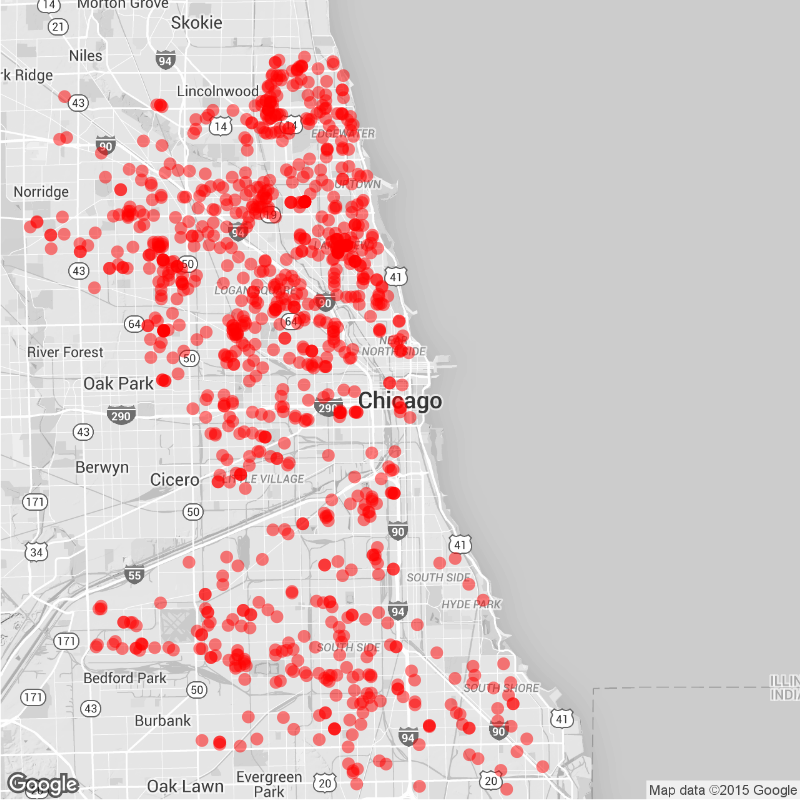 14
Morton Grove
21
Skokie
Niles
94
rk Ridge
Lincolnwood
43
14
14
EDGEWATER
90
Norridge
UPTOWN
19
94
50
43
41
LOGAN SQUARE
90
64
64
NEAR
NORTH SIDE
River Forest
50
Oak Park
290
290
Chicago
43
Berwyn
Cicero
LITTLE VILLAGE
171
50
90
34
41
55
SOUTH SIDE
HYDE PARK
94
171
SOUTH SIDE
Bedford Park
50
SOUTH SHORE
ILLIN
INDIA
171
43
Burbank
41
94
90
Oak Lawn
Evergreen
Park
20
20
Google
Map data ©2015 Google